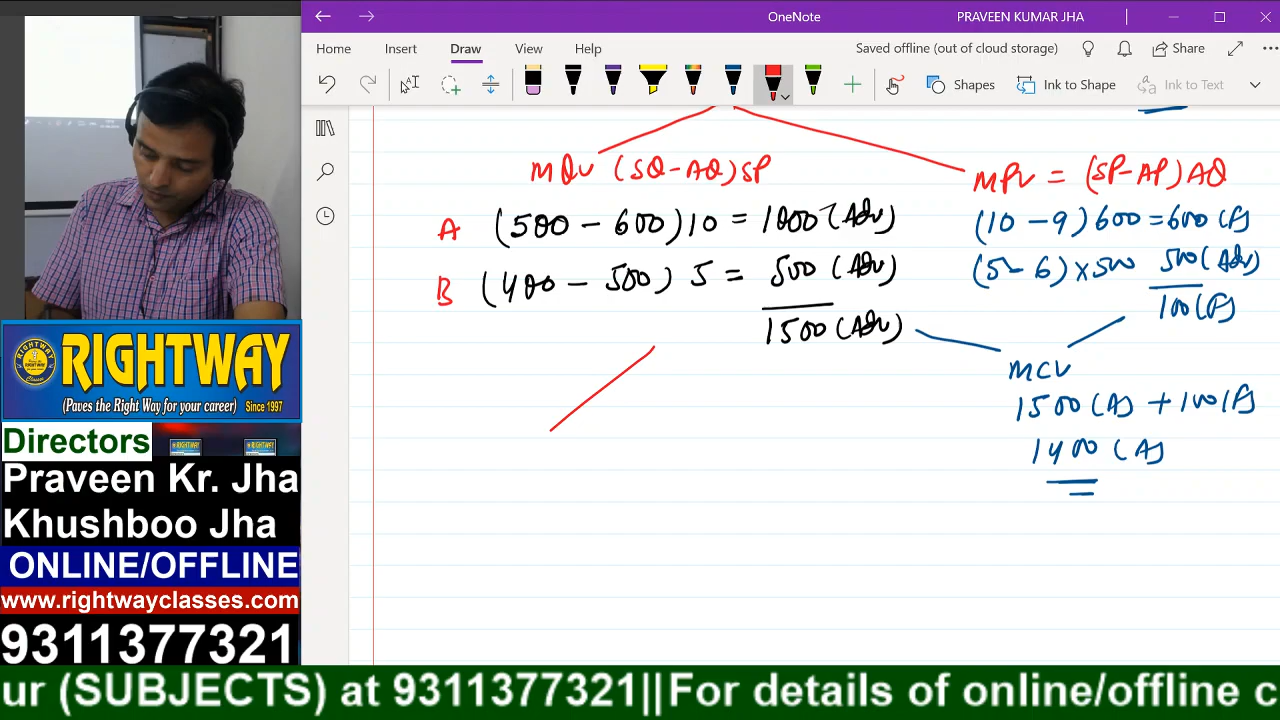 OneNote
PRAVEEN KUMAR JHA
Home Insert Draw View Help
Saved offline (out of cloud storage)
Share
Shapes
Ink to Shape
Ink to Text
MQV (SQ-AQ)SP
A (500 - 600) 10 = 1000 (Adv)
B (400 - 500) 5 = 500 (Adv)
1500 (Adv)
MPV = (SP-AP) AQ
(10 - 9) 600 = 600 (F)
(5 - 6) x 500 500 (Adv)
100 (F)
MCV
1500 (A) + 100 (F)
1400 (A)
RIGHTWAY
Classes
RIGHTWAY
(Paves the Right Way for your career) Since 1997
Directors
Praveen Kr. Jha
Khushboo Jha
ONLINE/OFFLINE
www.rightwayclasses.com
9311377321
ur (SUBJECTS) at 9311377321||For details of online/offline c